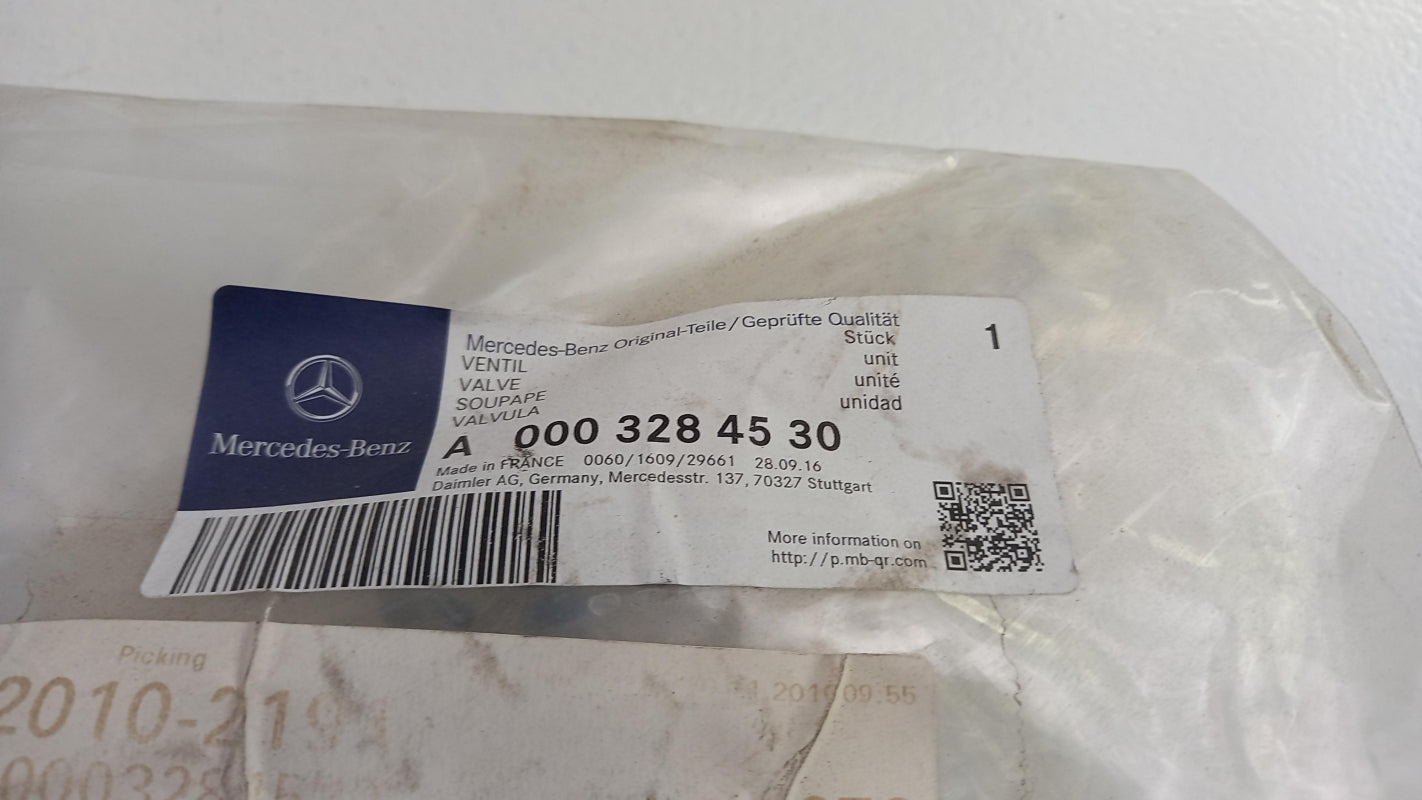 Mercedes-Benz
Mercedes-Benz Original-Teile/Geprüfte Qualität
VENTIL
VALVE
SOUPAPE
VALVULA
Stück
unit
unité
unidad
1
A 000 328 45 30
Made in FRANCE 0060/1609/29661 28.09.16
Daimler AG, Germany, Mercedesstr. 137, 70327 Stuttgart
More information on
http://p.mb-qr.com
Picking
09:55